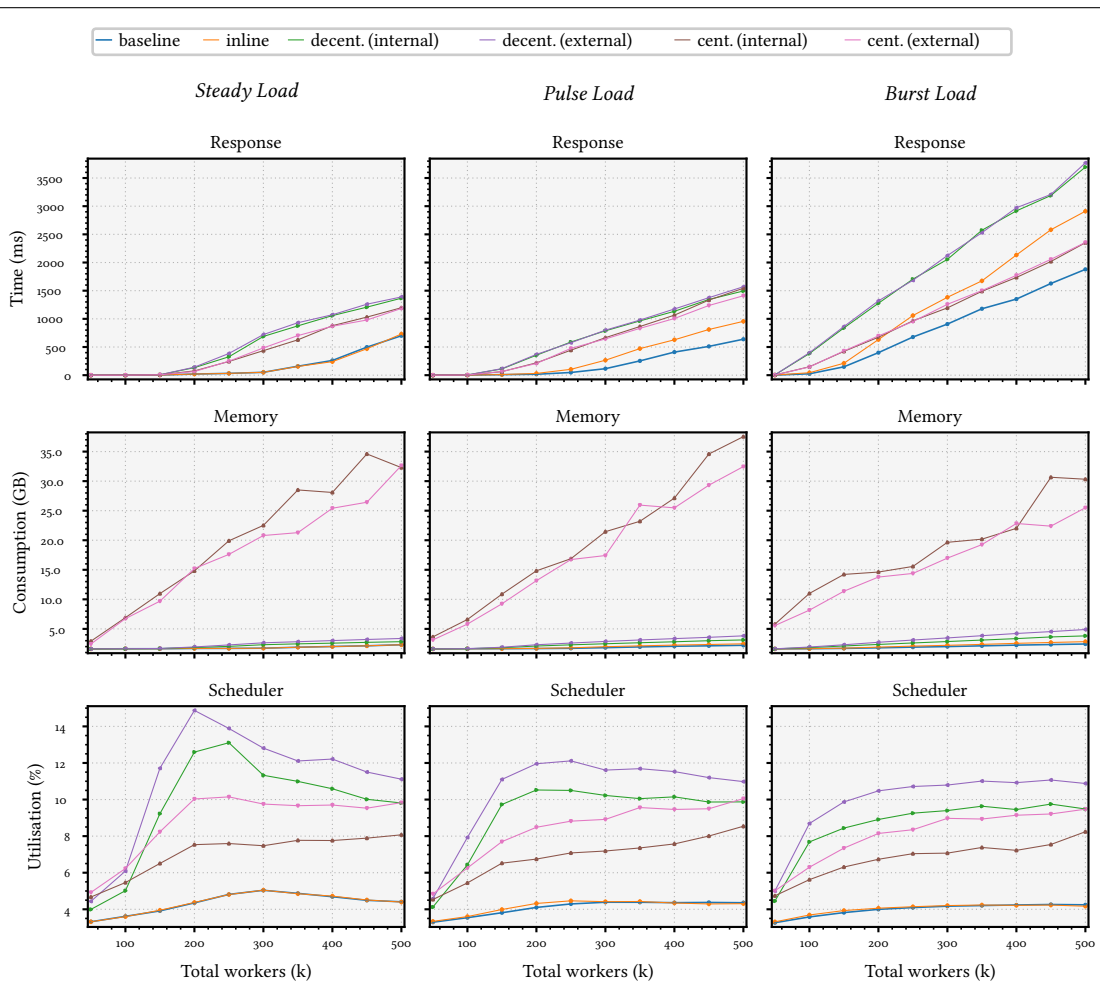 baseline inline decent. (internal) decent. (external) cent. (internal) cent. (external)
Steady Load Pulse Load Burst Load
Response Response Response
Time (ms)
3500
3000
2500
2000
1500
1000
500
0
Memory Memory Memory
Consumption (GB)
35.0
30.0
25.0
20.0
15.0
10.0
5.0
Scheduler Scheduler Scheduler
Utilisation (%)
14
12
10
8
6
4
100 200 300 400 500 100 200 300 400 500 100 200 300 400 500
Total workers (k) Total workers (k) Total workers (k)